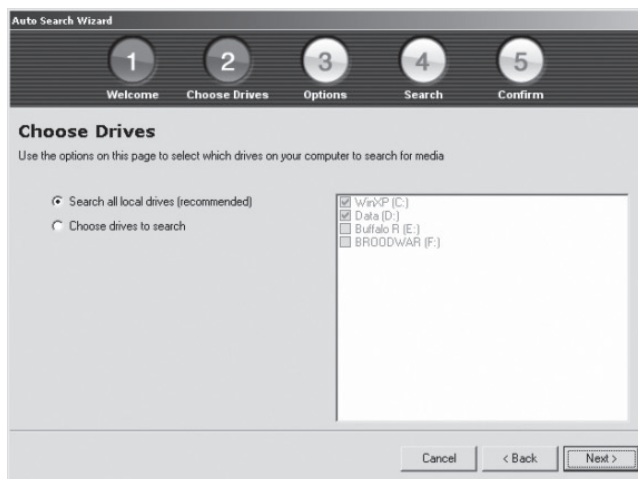 Auto Search Wizard
1 2 3 4 5
Welcome Choose Drives Options Search Confirm
Choose Drives
Use the options on this page to select which drives on your computer to search for media
Search all local drives (recommended)
Choose drives to search
WinXP (C:)
Data (D:)
Buffalo R (E:)
BROODWAR (F:)
Cancel < Back Next >